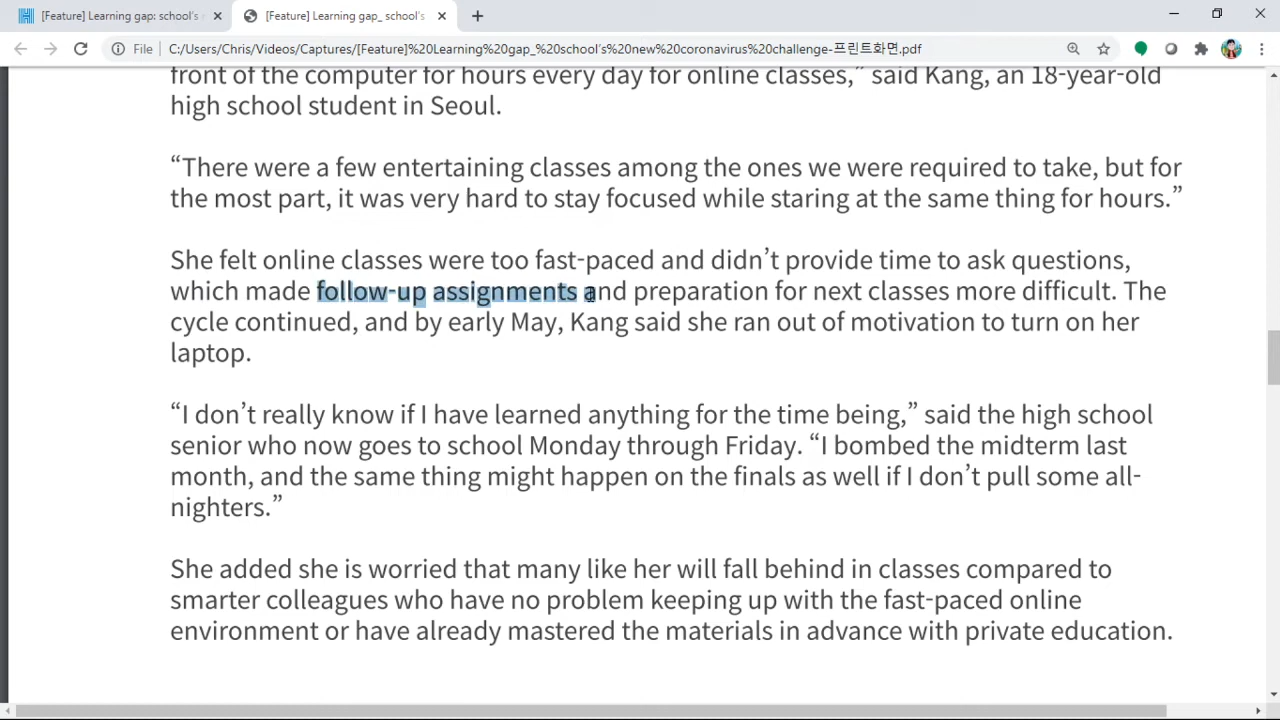 [Feature] Learning gap: school's
[Feature] Learning gap_ school's
File
C:/Users/Chris/Videos/Captures/[Feature]%20Learning%20gap_%20school's%20new%20coronavirus%20challenge-프린트화면.pdf
front of the computer for hours every day for online classes,” said Kang, an 18-year-old
high school student in Seoul.
“There were a few entertaining classes among the ones we were required to take, but for
the most part, it was very hard to stay focused while staring at the same thing for hours.”
She felt online classes were too fast-paced and didn’t provide time to ask questions,
which made follow-up assignments and preparation for next classes more difficult. The
cycle continued, and by early May, Kang said she ran out of motivation to turn on her
laptop.
“I don’t really know if I have learned anything for the time being,” said the high school
senior who now goes to school Monday through Friday. “I bombed the midterm last
month, and the same thing might happen on the finals as well if I don’t pull some all-
nighters.”
She added she is worried that many like her will fall behind in classes compared to
smarter colleagues who have no problem keeping up with the fast-paced online
environment or have already mastered the materials in advance with private education.